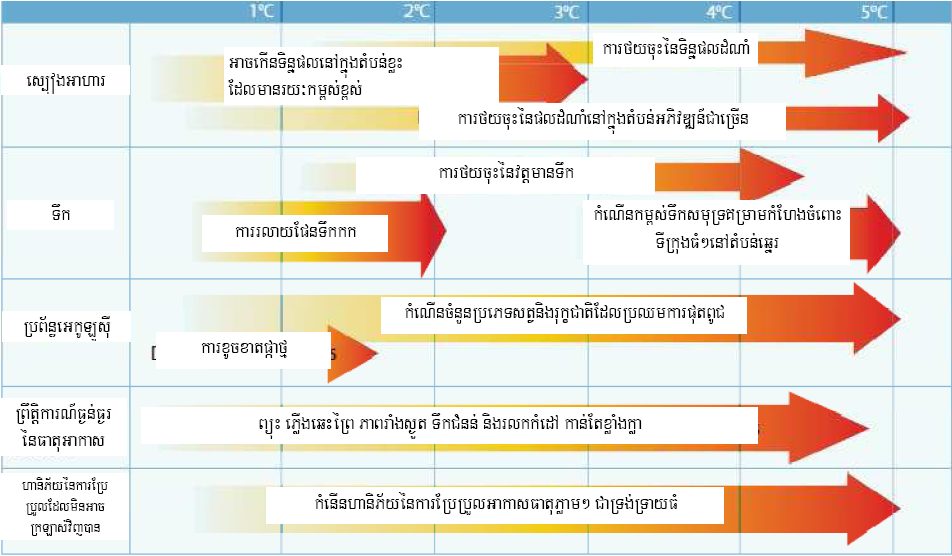 1°C 2°C 3°C 4°C 5°C
ស្បៀងអាហារ
ការថយចុះនៃទិន្នផលដំណាំ
អាចកើនទិន្នផលនៅក្នុងតំបន់ខ្លះ
ដែលមានរយៈកម្ពស់ខ្ពស់
ការថយចុះនៃផលដំណាំនៅក្នុងតំបន់អភិវឌ្ឍន៍ជាច្រើន
ទឹក
ការថយចុះនៃវត្តមានទឹក
ការរលាយផែនទឹកកក
កំណើនកម្ពស់ទឹកសមុទ្រគម្រាមកំហែងចំពោះ
ទីក្រុងធំៗនៅតំបន់ឆ្នេរ
ប្រព័ន្ធអេកូឡូស៊ី
កំណើនចំនួនប្រភេទសត្វនិងរុក្ខជាតិដែលប្រឈមការផុតពូជ
ការខូចខាតផ្កាថ្ម
ព្រឹត្តិការណ៍ធ្ងន់ធ្ងរ
នៃធាតុអាកាស
ព្យុះ ភ្លើងឆេះព្រៃ ភាពរាំងស្ងួត ទឹកជំនន់ និងរលកកំដៅ កាន់តែខ្លាំងក្លា
ហានិភ័យនៃការប្រែ
ប្រួលដែលមិនអាច
ក្រឡាស់វិញបាន
កំនើនហានិភ័យនៃការប្រែប្រួលអាកាសធាតុភ្លាមៗ ជាទ្រង់ទ្រាយធំ